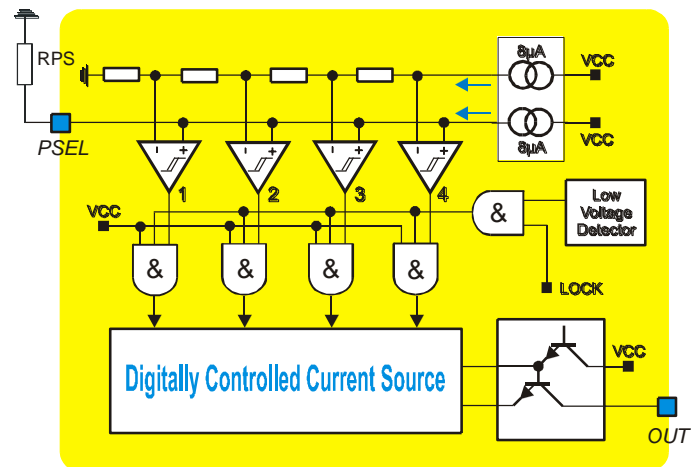 8µA
VCC
RPS
VCC
8µA
PSEL
1
2
3
4
VCC
&
Low
Voltage
Detector
&
&
&
&
LOCK
Digitally Controlled Current Source
VCC
OUT